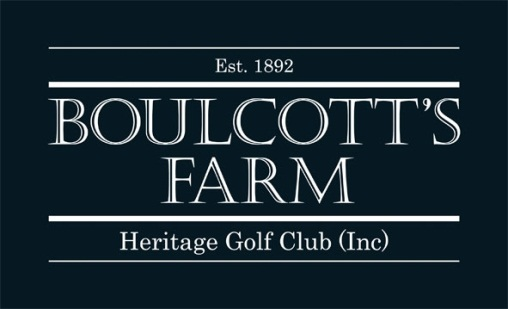 Est. 1892
BOULCOTT'S
FARM
Heritage Golf Club (Inc)